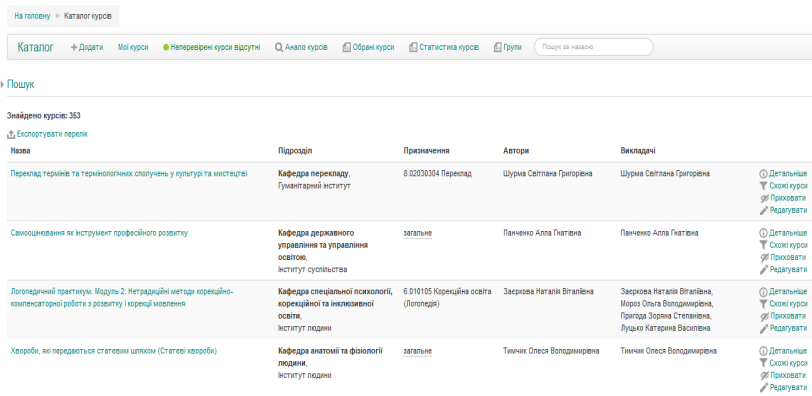 На головну ▶ Каталог курсів
Каталог + Додати Мої курси Неперевірені курси відсутні Аналіз курсів Обрані курси Статистика курсів Групи Пошук за назвою
Пошук
Знайдено курсів: 353
Експортувати перелік
Назва Підрозділ Призначення Автори Викладачі
Переклад термінів та термінологічних сполучень у культурі та мистецтві Кафедра перекладу, 8.02030304 Переклад Шурма Світлана Григорівна Шурма Світлана Григорівна Детальніше
Гуманітарний інститут Схожі курси
Приховати
Редагувати
Самооцінювання як інструмент професійного розвитку Кафедра державного загальне Панченко Алла Гнатівна Панченко Алла Гнатівна Детальніше
управління та управління Схожі курси
освітою, Приховати
Інститут суспільства Редагувати
Логопедичний практикум. Модуль 2. Нетрадиційні методи корекційно- Кафедра спеціальної психології, 6.010105 Корекційна освіта Заєркова Наталія Віталіївна Заєркова Наталія Віталіївна, Детальніше
компенсаторної роботи з розвитку і корекції мовлення корекційної та інклюзивної (Логопедія) Мороз Ольга Володимирівна, Схожі курси
освіти, Пригода Зоряна Степанівна, Приховати
Інститут людини Луцько Катерина Василівна Редагувати
Хвороби, які передаються статевим шляхом (Статеві хвороби) Кафедра анатомії та фізіології загальне Тимчик Олеся Володимирівна Тимчик Олеся Володимирівна Детальніше
людини, Схожі курси
Інститут людини Приховати
Редагувати